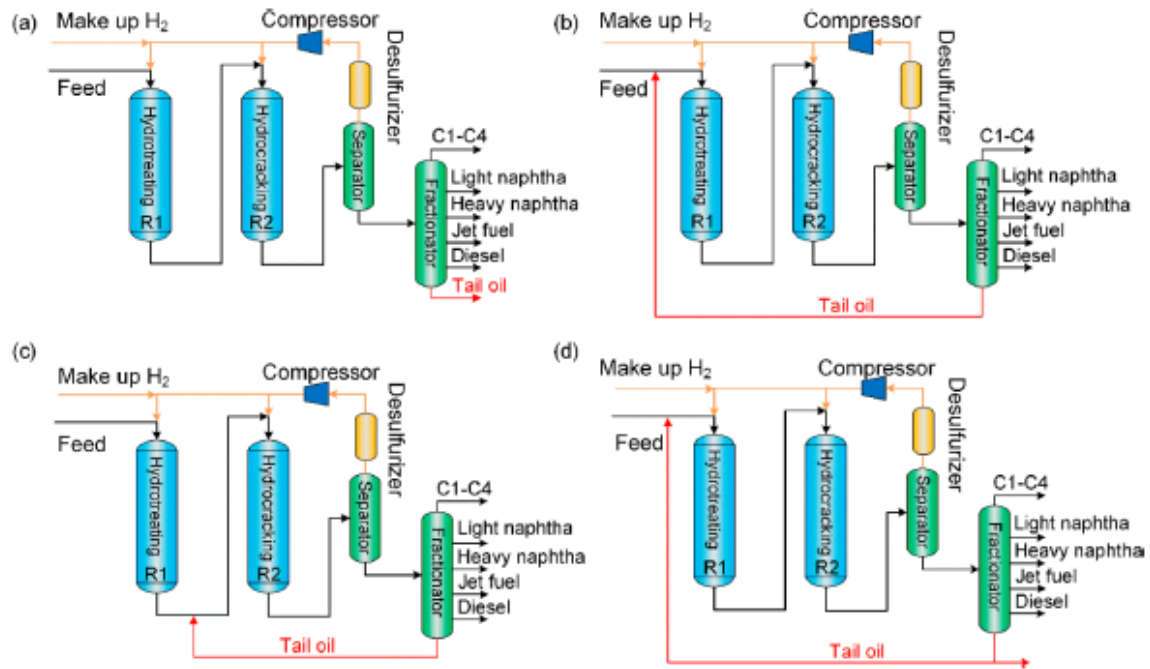 (a)
Make up H₂
Compressor
Desulfurizer
Feed
Hydrotreating
R1
Hydrocracking
R2
Separator
Fractionator
C1-C4
Light naphtha
Heavy naphtha
Jet fuel
Diesel
Tail oil
(b)
Make up H₂
Compressor
Desulfurizer
Feed
Hydrotreating
R1
Hydrocracking
R2
Separator
Fractionator
C1-C4
Light naphtha
Heavy naphtha
Jet fuel
Diesel
Tail oil
(c)
Make up H₂
Compressor
Desulfurizer
Feed
Hydrotreating
R1
Hydrocracking
R2
Separator
Fractionator
C1-C4
Light naphtha
Heavy naphtha
Jet fuel
Diesel
Tail oil
(d)
Make up H₂
Compressor
Desulfurizer
Feed
Hydrotreating
R1
Hydrocracking
R2
Separator
Fractionator
C1-C4
Light naphtha
Heavy naphtha
Jet fuel
Diesel
Tail oil